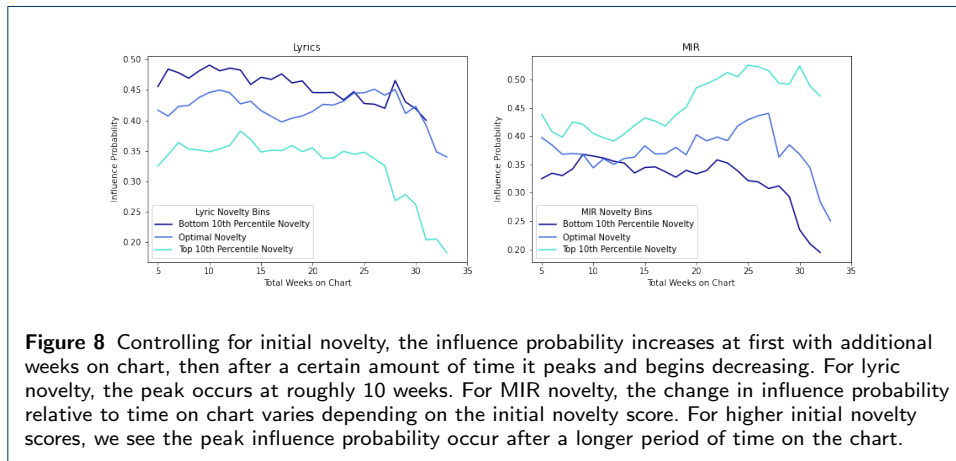 Lyrics
0.50
0.45
0.40
0.35
0.30
0.25
0.20
Influence Probability
Lyric Novelty Bins
Bottom 10th Percentile Novelty
Optimal Novelty
Top 10th Percentile Novelty
5 10 15 20 25 30 35
Total Weeks on Chart
MIR
0.50
0.45
0.40
0.35
0.30
0.25
0.20
Influence Probability
MIR Novelty Bins
Bottom 10th Percentile Novelty
Optimal Novelty
Top 10th Percentile Novelty
5 10 15 20 25 30 35
Total Weeks on Chart
Figure 8 Controlling for initial novelty, the influence probability increases at first with additional
weeks on chart, then after a certain amount of time it peaks and begins decreasing. For lyric
novelty, the peak occurs at roughly 10 weeks. For MIR novelty, the change in influence probability
relative to time on chart varies depending on the initial novelty score. For higher initial novelty
scores, we see the peak influence probability occur after a longer period of time on the chart.